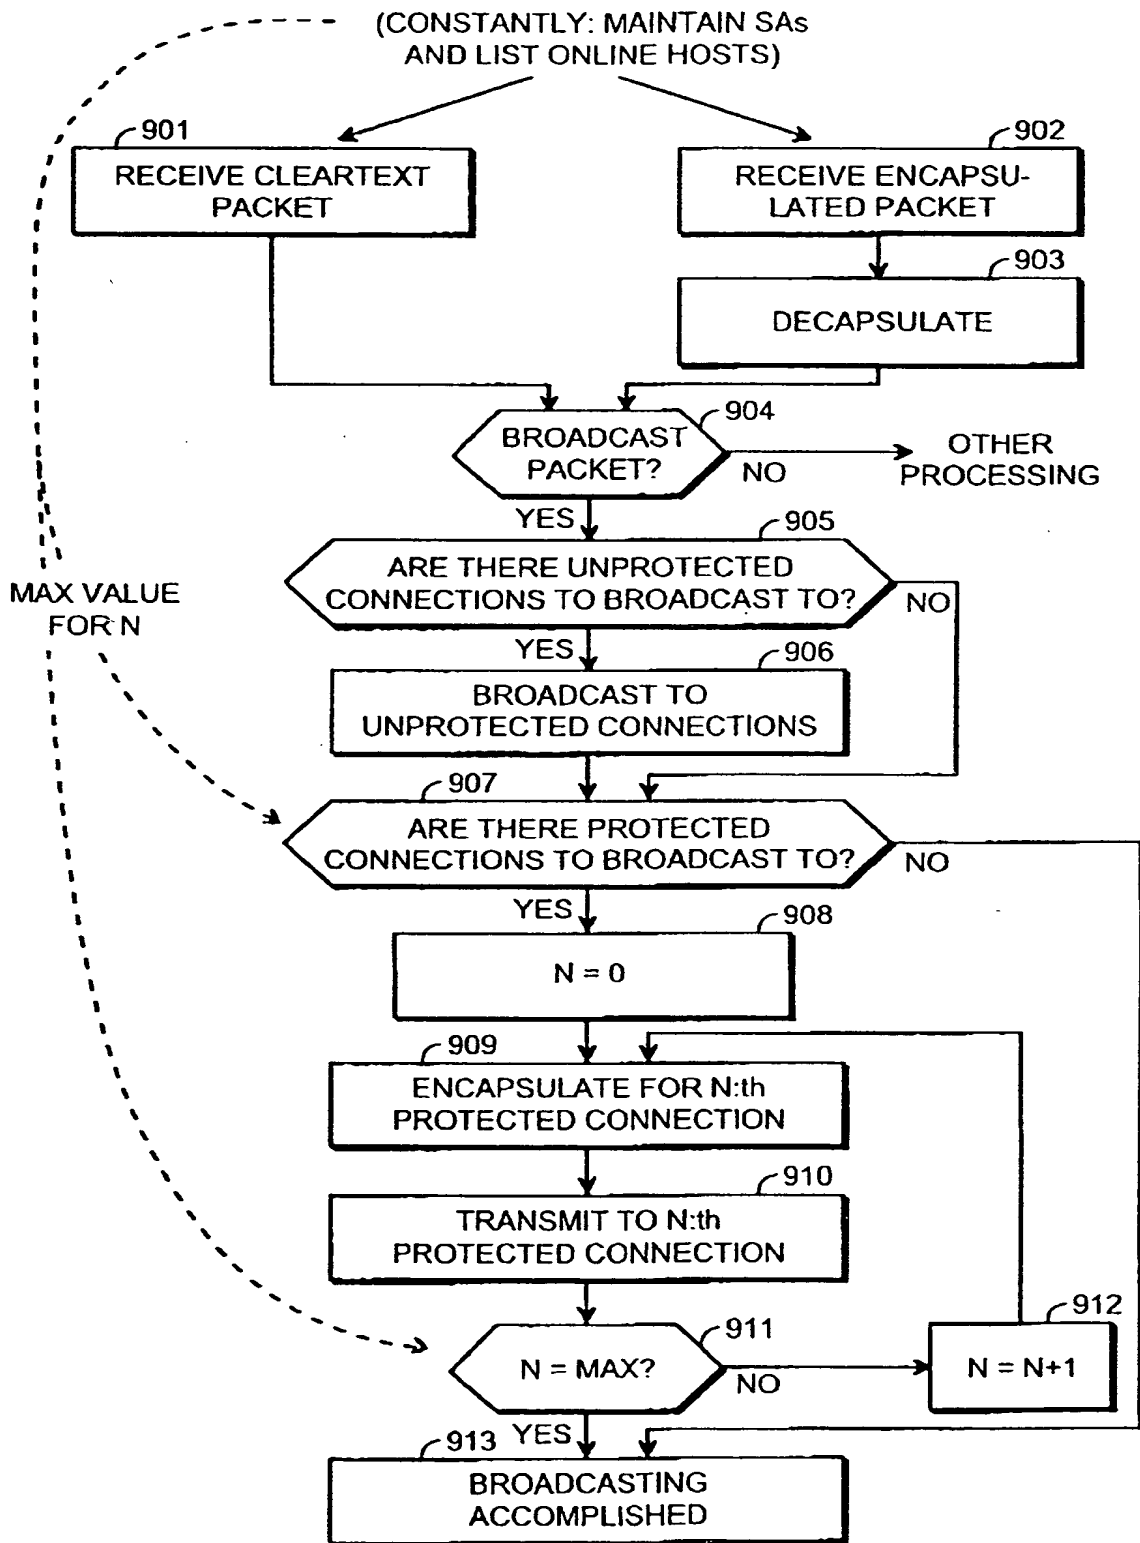 (CONSTANTLY: MAINTAIN SAs
AND LIST ONLINE HOSTS)
901
RECEIVE CLEARTEXT
PACKET
902
RECEIVE ENCAPSU-
LATED PACKET
903
DECAPSULATE
904
BROADCAST
PACKET?
NO
OTHER
PROCESSING
YES
905
ARE THERE UNPROTECTED
CONNECTIONS TO BROADCAST TO?
NO
MAX VALUE
FOR N
YES
906
BROADCAST TO
UNPROTECTED CONNECTIONS
907
ARE THERE PROTECTED
CONNECTIONS TO BROADCAST TO?
NO
YES
908
N = 0
909
ENCAPSULATE FOR N:th
PROTECTED CONNECTION
910
TRANSMIT TO N:th
PROTECTED CONNECTION
911
N = MAX?
NO
912
N = N+1
YES
913
BROADCASTING
ACCOMPLISHED